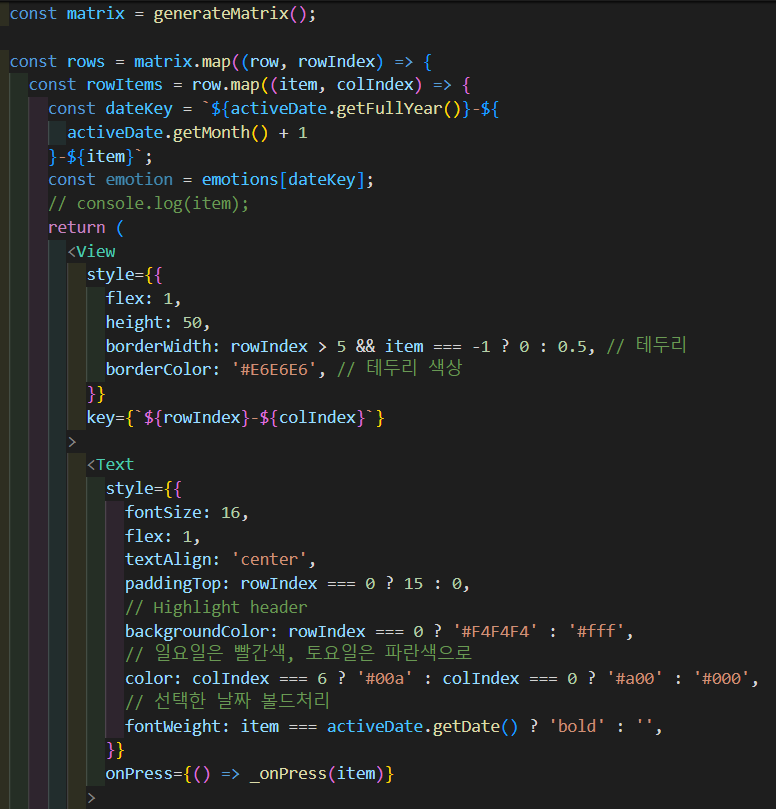 const matrix = generateMatrix();
const rows = matrix.map((row, rowIndex) => {
const rowItems = row.map((item, colIndex) => {
const dateKey = `${activeDate.getFullYear()}-${
activeDate.getMonth() + 1
}-${item}`;
const emotion = emotions[dateKey];
// console.log(item);
return (
<View
style={{
flex: 1,
height: 50,
borderWidth: rowIndex > 5 && item === -1 ? 0 : 0.5, // 테두리
borderColor: '#E6E6E6', // 테두리 색상
}}
key={`${rowIndex}-${colIndex}`}
>
<Text
style={{
fontSize: 16,
flex: 1,
textAlign: 'center',
paddingTop: rowIndex === 0 ? 15 : 0,
// Highlight header
backgroundColor: rowIndex === 0 ? '#F4F4F4' : '#fff',
// 일요일은 빨간색, 토요일은 파란색으로
color: colIndex === 6 ? '#00a' : colIndex === 0 ? '#a00' : '#000',
// 선택한 날짜 볼드처리
fontWeight: item === activeDate.getDate() ? 'bold' : '',
}}
onPress={() => _onPress(item)}
>